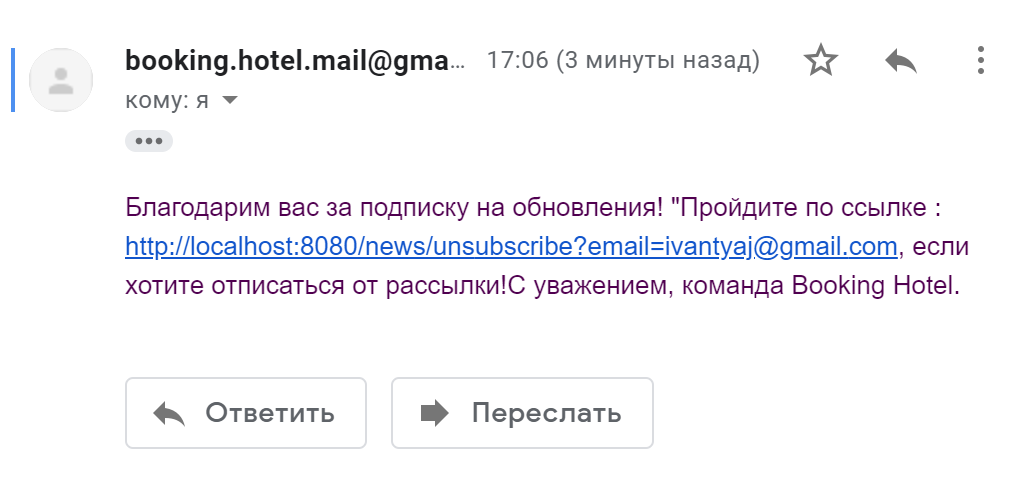 booking.hotel.mail@gma... 17:06 (3 минуты назад)
кому: я
Благодарим вас за подписку на обновления! "Пройдите по ссылке :
http://localhost:8080/news/unsubscribe?email=ivantyaj@gmail.com, если
хотите отписаться от рассылки!С уважением, команда Booking Hotel.
Ответить Переслать